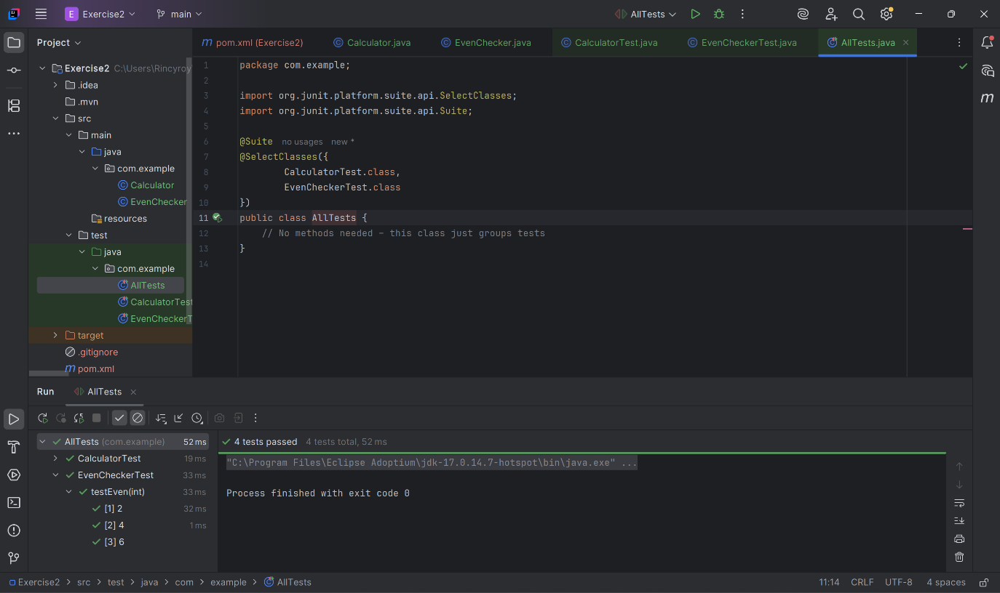 E Exercise2 main AllTests
Project
m pom.xml (Exercise2) Calculator.java EvenChecker.java CalculatorTest.java EvenCheckerTest.java AllTests.java
Exercise2 C:\Users\Rincyroy
.idea
.mvn
src
main
java
com.example
Calculator
EvenChecker
resources
test
java
com.example
AllTests
CalculatorTest
EvenCheckerT
target
.gitignore
m pom.xml
1 package com.example;
2
3 import org.junit.platform.suite.api.SelectClasses;
4 import org.junit.platform.suite.api.Suite;
5
6 @Suite no usages new *
7 @SelectClasses({
8 CalculatorTest.class,
9 EvenCheckerTest.class
10 })
11 public class AllTests {
12 // No methods needed - this class just groups tests
13 }
14
m
Run AllTests
AllTests (com.example) 52 ms
CalculatorTest 19 ms
EvenCheckerTest 33 ms
testEven(int) 33 ms
[1] 2 32 ms
[2] 4 1 ms
[3] 6
4 tests passed 4 tests total, 52 ms
"C:\Program Files\Eclipse Adoptium\jdk-17.0.14.7-hotspot\bin\java.exe" ...
Process finished with exit code 0
Exercise2 > src > test > java > com > example > AllTests
11:14 CRLF UTF-8 4 spaces